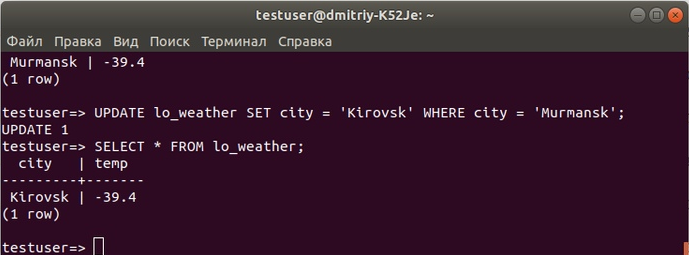 testuser@dmitriy-K52Je: ~
Файл Правка Вид Поиск Терминал Справка
 Murmansk | -39.4
(1 row)

testuser=> UPDATE lo_weather SET city = 'Kirovsk' WHERE city = 'Murmansk';
UPDATE 1
testuser=> SELECT * FROM lo_weather;
  city   | temp
---------+-------
 Kirovsk | -39.4
(1 row)

testuser=>